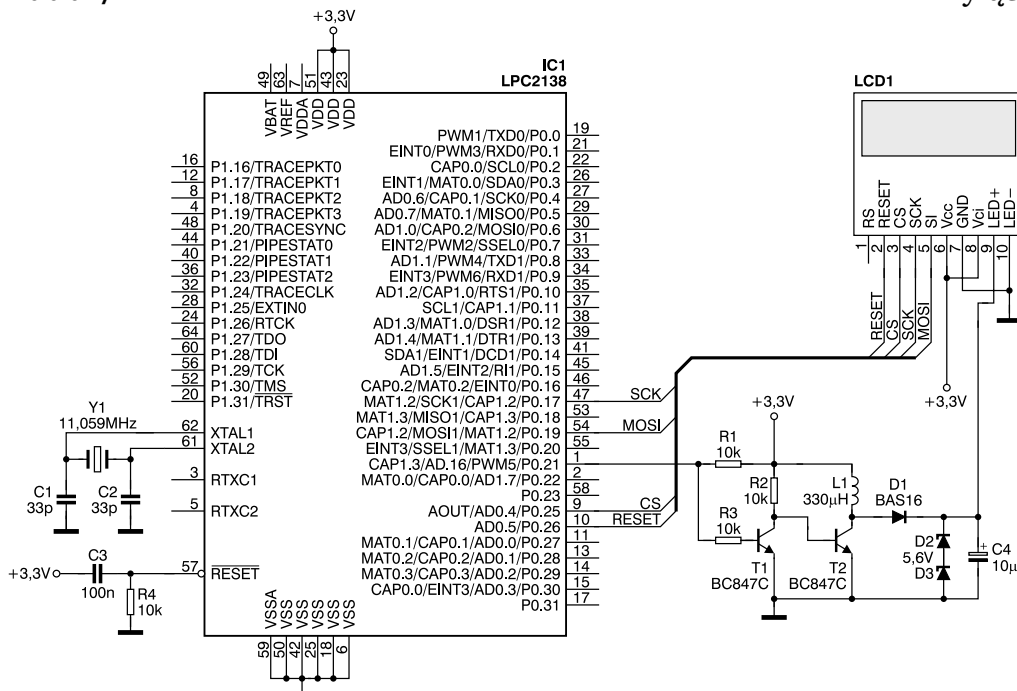 +3,3V
IC1
LPC2138
LCD1
49 63 7 51 43 23
VBAT VREF VDDA VDD VDD VDD
16 P1.16/TRACEPKT0
12 P1.17/TRACEPKT1
8 P1.18/TRACEPKT2
4 P1.19/TRACEPKT3
48 P1.20/TRACESYNC
44 P1.21/PIPESTAT0
40 P1.22/PIPESTAT1
36 P1.23/PIPESTAT2
32 P1.24/TRACECLK
28 P1.25/EXTIN0
24 P1.26/RTCK
64 P1.27/TDO
60 P1.28/TDI
56 P1.29/TCK
52 P1.30/TMS
20 P1.31/TRST
62 XTAL1
61 XTAL2
3 RTXC1
5 RTXC2
57 RESET
PWM1/TXD0/P0.0 19
EINT0/PWM3/RXD0/P0.1 21
CAP0.0/SCL0/P0.2 22
EINT1/MAT0.0/SDA0/P0.3 26
AD0.6/CAP0.1/SCK0/P0.4 27
AD0.7/MAT0.1/MISO0/P0.5 29
AD1.0/CAP0.2/MOSI0/P0.6 30
EINT2/PWM2/SSEL0/P0.7 31
AD1.1/PWM4/TXD1/P0.8 33
EINT3/PWM6/RXD1/P0.9 34
AD1.2/CAP1.0/RTS1/P0.10 35
SCL1/CAP1.1/P0.11 37
AD1.3/MAT1.0/DSR1/P0.12 38
AD1.4/MAT1.1/DTR1/P0.13 39
SDA1/EINT1/DCD1/P0.14 41
AD1.5/EINT2/RI1/P0.15 45
CAP0.2/MAT0.2/EINT0/P0.16 46
MAT1.2/SCK1/CAP1.2/P0.17 47 SCK
MAT1.3/MISO1/CAP1.3/P0.18 53
CAP1.2/MOSI1/MAT1.2/P0.19 54 MOSI
EINT3/SSEL1/MAT1.3/P0.20 55
CAP1.3/AD.16/PWM5/P0.21 1
MAT0.0/CAP0.0/AD1.7/P0.22 2
P0.23 58
AOUT/AD0.4/P0.25 9 CS
AD0.5/P0.26 10 RESET
MAT0.1/CAP0.1/AD0.0/P0.27 11
MAT0.2/CAP0.2/AD0.1/P0.28 13
MAT0.3/CAP0.3/AD0.2/P0.29 14
CAP0.0/EINT3/AD0.3/P0.30 15
P0.31 17
VSSA VSS VSS VSS VSS VSS
59 50 42 25 18 6
Y1
11,059MHz
C1
33p
C2
33p
+3,3V
C3
100n
R4
10k
RS RESET CS SCK SI Vcc GND Vci LED+ LED-
1 2 3 4 5 6 7 8 9 10
RESET CS SCK MOSI
+3,3V
+3,3V
R1
10k
R2
10k
R3
10k
L1
330µH
D1
BAS16
T1
BC847C
T2
BC847C
D2
5,6V
D3
+
C4
10µ